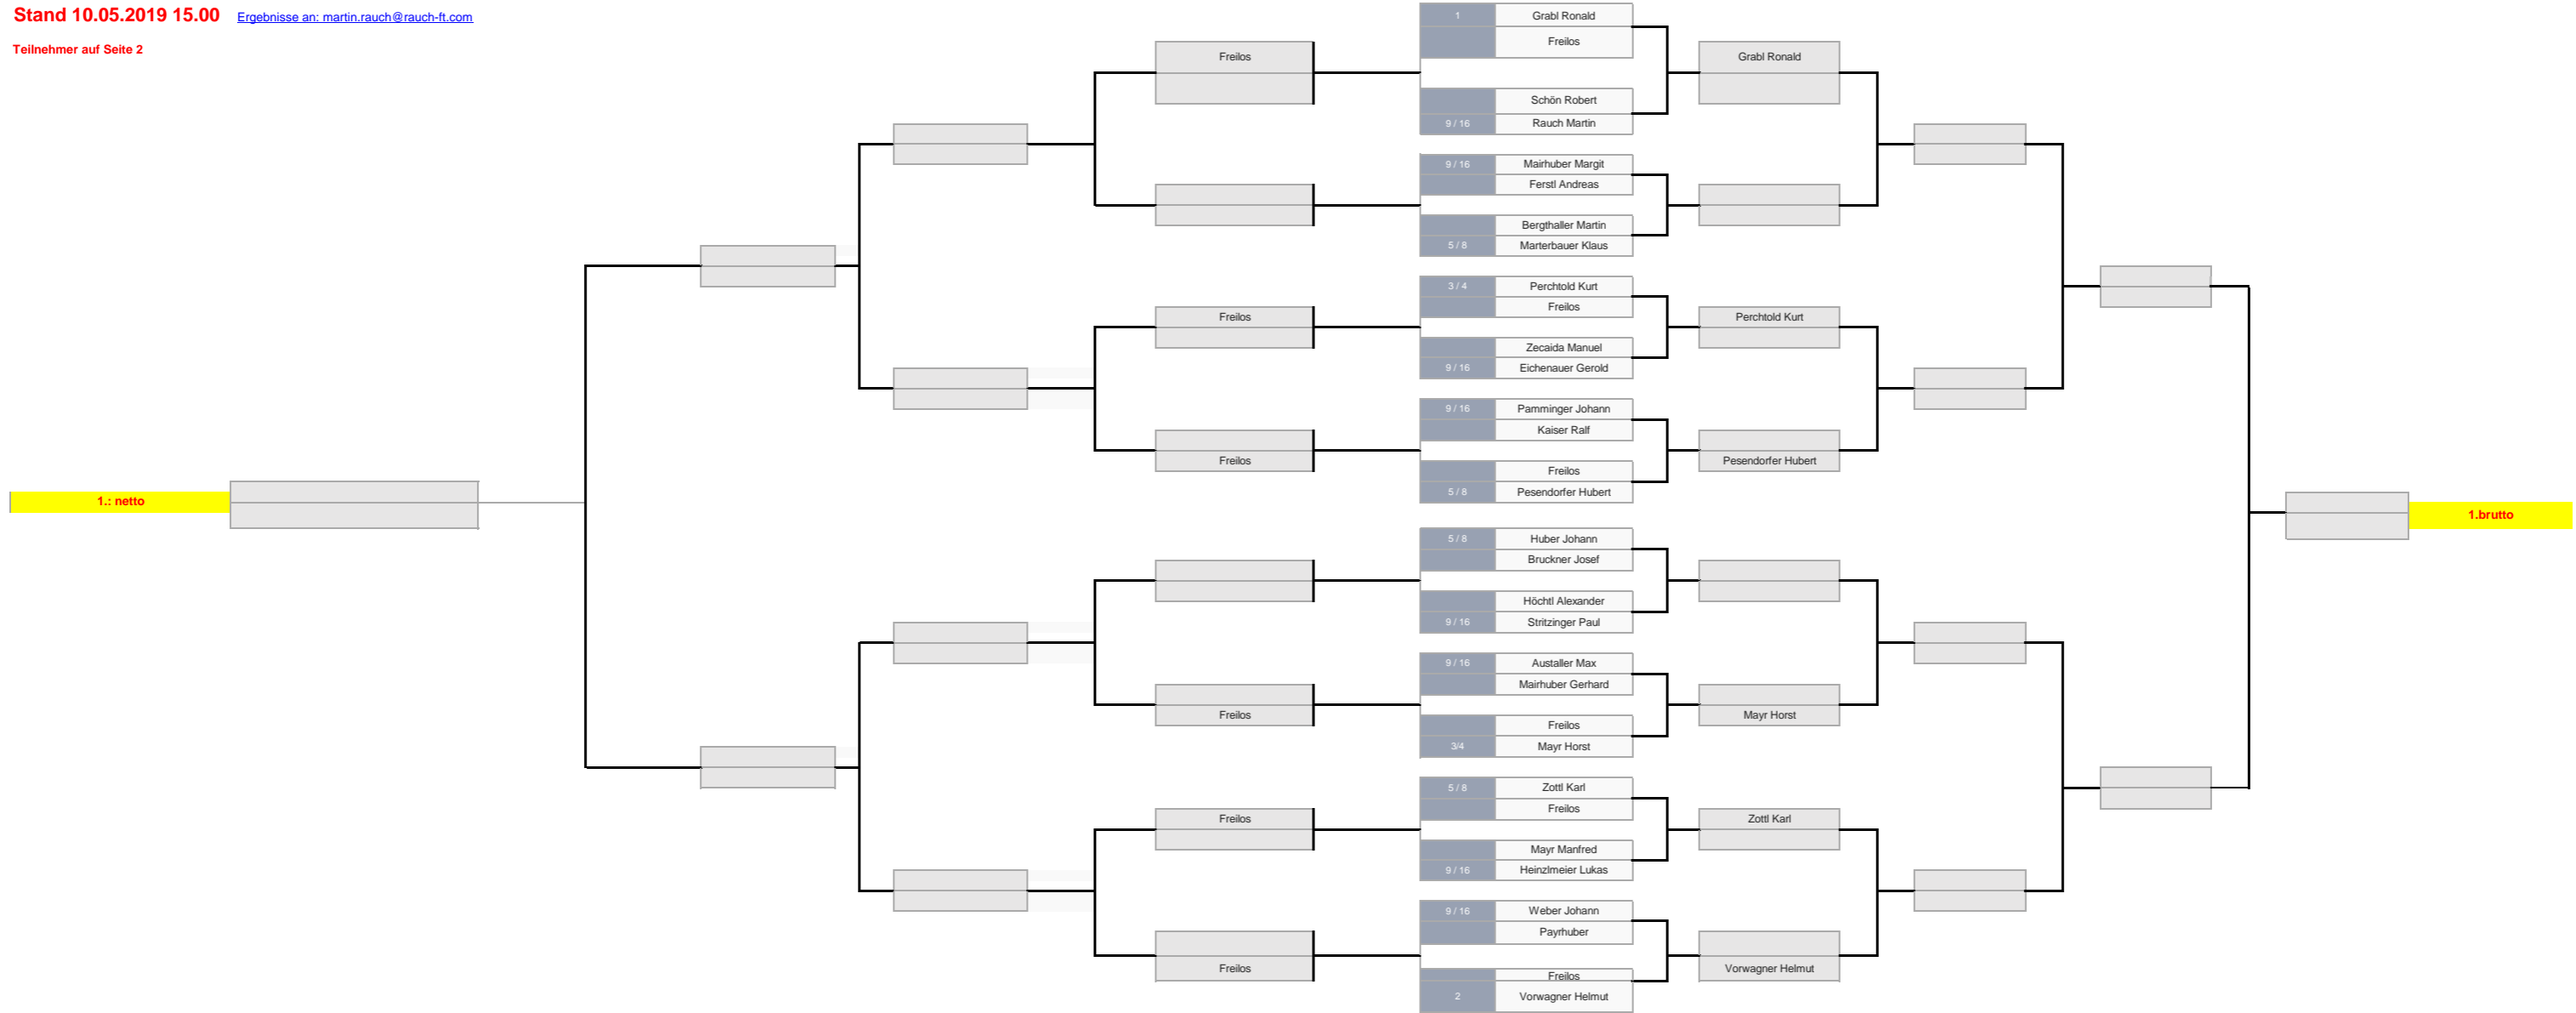 Stand 10.05.2019 15.00 Ergebnisse an: martin.rauch@rauch-ft.com
Teilnehmer auf Seite 2
1 Grabl Ronald
Freilos
Freilos
Grabl Ronald
Schön Robert
9 / 16 Rauch Martin
9 / 16 Mairhuber Margit
Ferstl Andreas
Bergthaller Martin
5 / 8 Marterbauer Klaus
3 / 4 Perchtold Kurt
Freilos
Freilos
Perchtold Kurt
Zecaida Manuel
9 / 16 Eichenauer Gerold
9 / 16 Pamminger Johann
Kaiser Ralf
Freilos
Freilos
Pesendorfer Hubert
5 / 8 Pesendorfer Hubert
1.: netto
1.brutto
5 / 8 Huber Johann
Bruckner Josef
Höchtl Alexander
9 / 16 Stritzinger Paul
9 / 16 Austaller Max
Mairhuber Gerhard
Freilos
Freilos
Mayr Horst
3/4 Mayr Horst
5 / 8 Zottl Karl
Freilos
Freilos
Zottl Karl
Mayr Manfred
9 / 16 Heinzlmeier Lukas
9 / 16 Weber Johann
Payrhuber
Freilos
Freilos
Vorwagner Helmut
2 Vorwagner Helmut